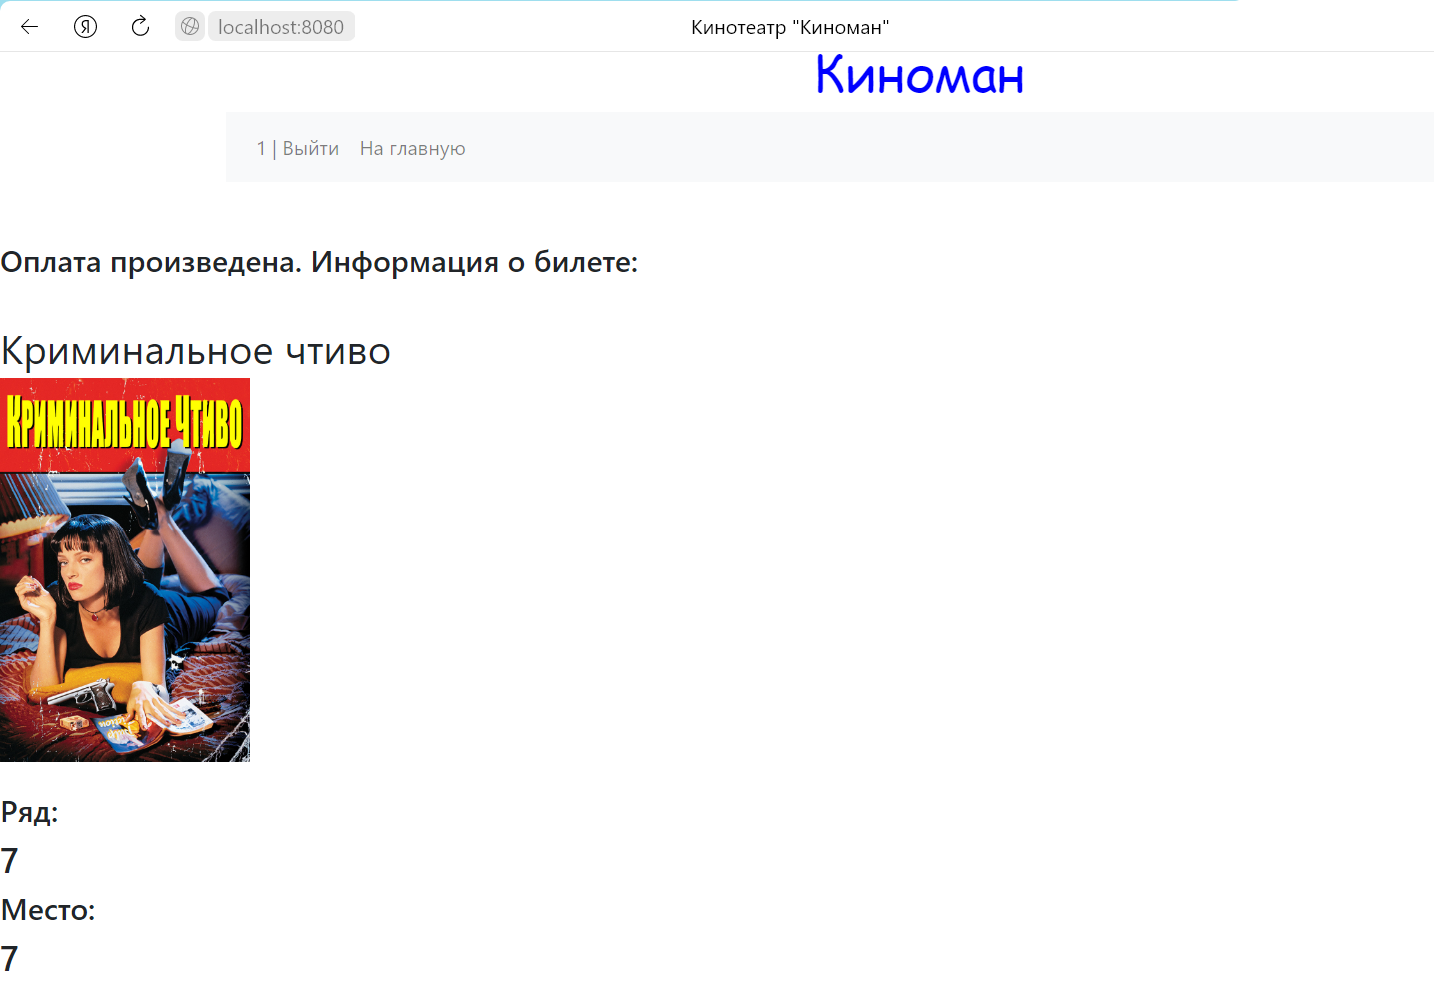 localhost:8080
Кинотеатр "Киноман"
Киноман
1 | Выйти На главную
Оплата произведена. Информация о билете:
Криминальное чтиво
Криминальное Чтиво
Ряд:
7
Место:
7